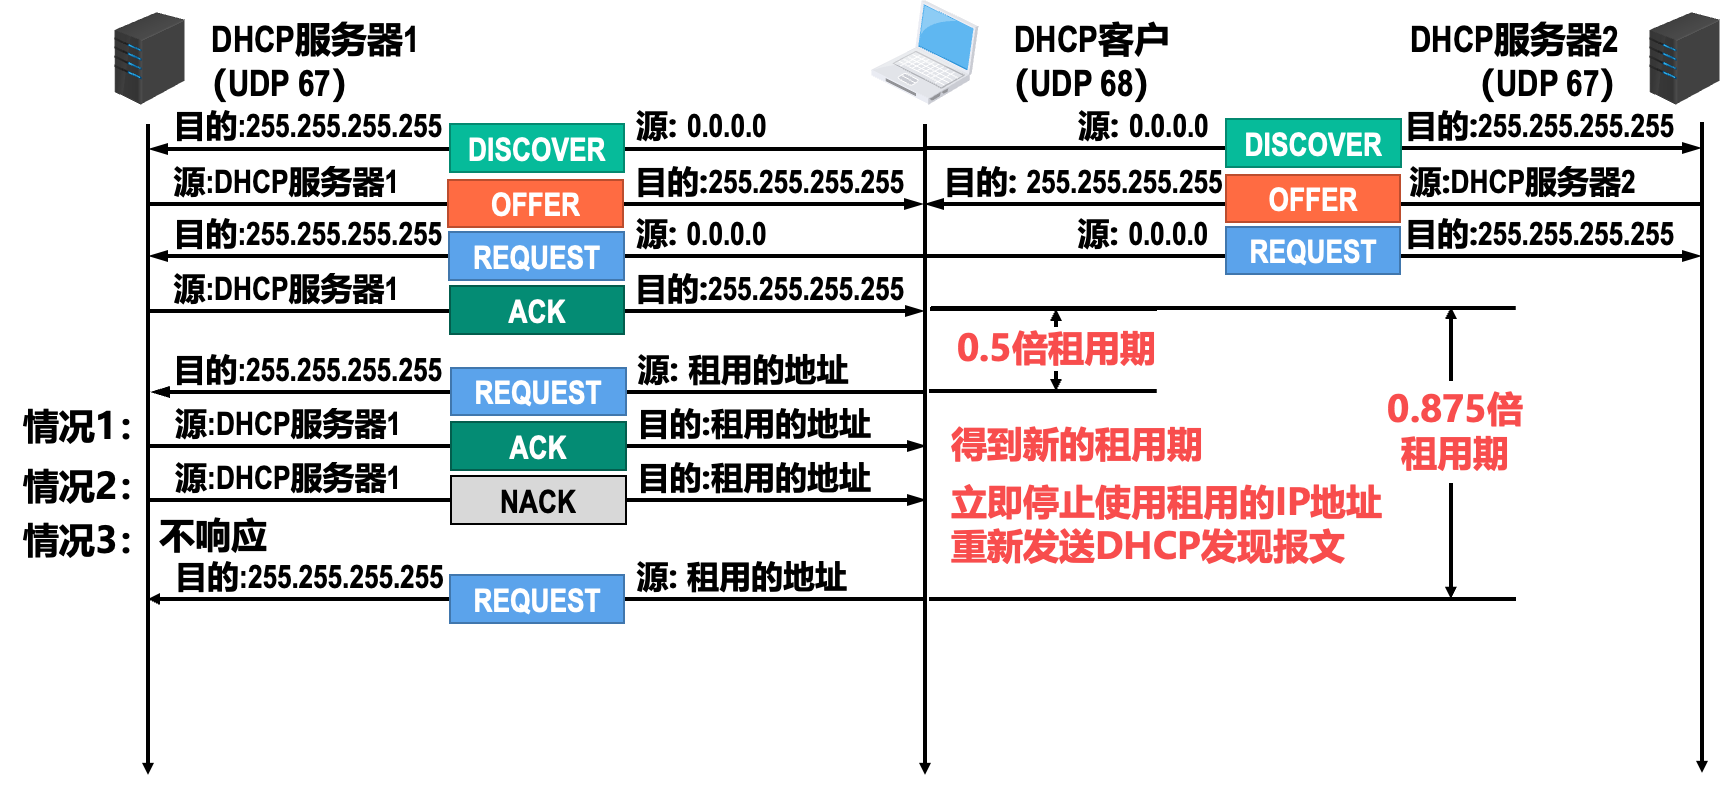 DHCP服务器1
(UDP 67)
DHCP客户
(UDP 68)
DHCP服务器2
(UDP 67)
目的:255.255.255.255
DISCOVER
源: 0.0.0.0
源: 0.0.0.0
DISCOVER
目的:255.255.255.255
源:DHCP服务器1
OFFER
目的:255.255.255.255
目的: 255.255.255.255
OFFER
源:DHCP服务器2
目的:255.255.255.255
REQUEST
源: 0.0.0.0
源: 0.0.0.0
REQUEST
目的:255.255.255.255
源:DHCP服务器1
ACK
目的:255.255.255.255
0.5倍租用期
目的:255.255.255.255
REQUEST
源: 租用的地址
0.875倍
租用期
情况1：
源:DHCP服务器1
ACK
目的:租用的地址
得到新的租用期
情况2：
源:DHCP服务器1
NACK
目的:租用的地址
立即停止使用租用的IP地址
重新发送DHCP发现报文
情况3：
不响应
目的:255.255.255.255
REQUEST
源: 租用的地址